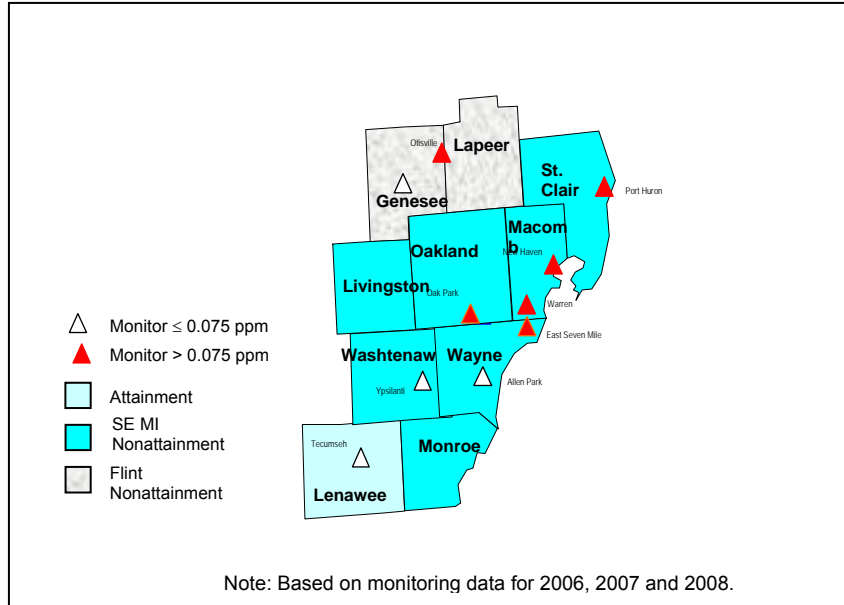 Otisville
Lapeer
St.
Clair
Port Huron
Genesee
Oakland
Macom
b
New Haven
Livingston
Oak Park
Warren
East Seven Mile
Monitor ≤ 0.075 ppm
Monitor > 0.075 ppm
Washtenaw
Wayne
Ypsilanti
Allen Park
Attainment
SE MI
Nonattainment
Flint
Nonattainment
Tecumseh
Monroe
Lenawee
Note: Based on monitoring data for 2006, 2007 and 2008.